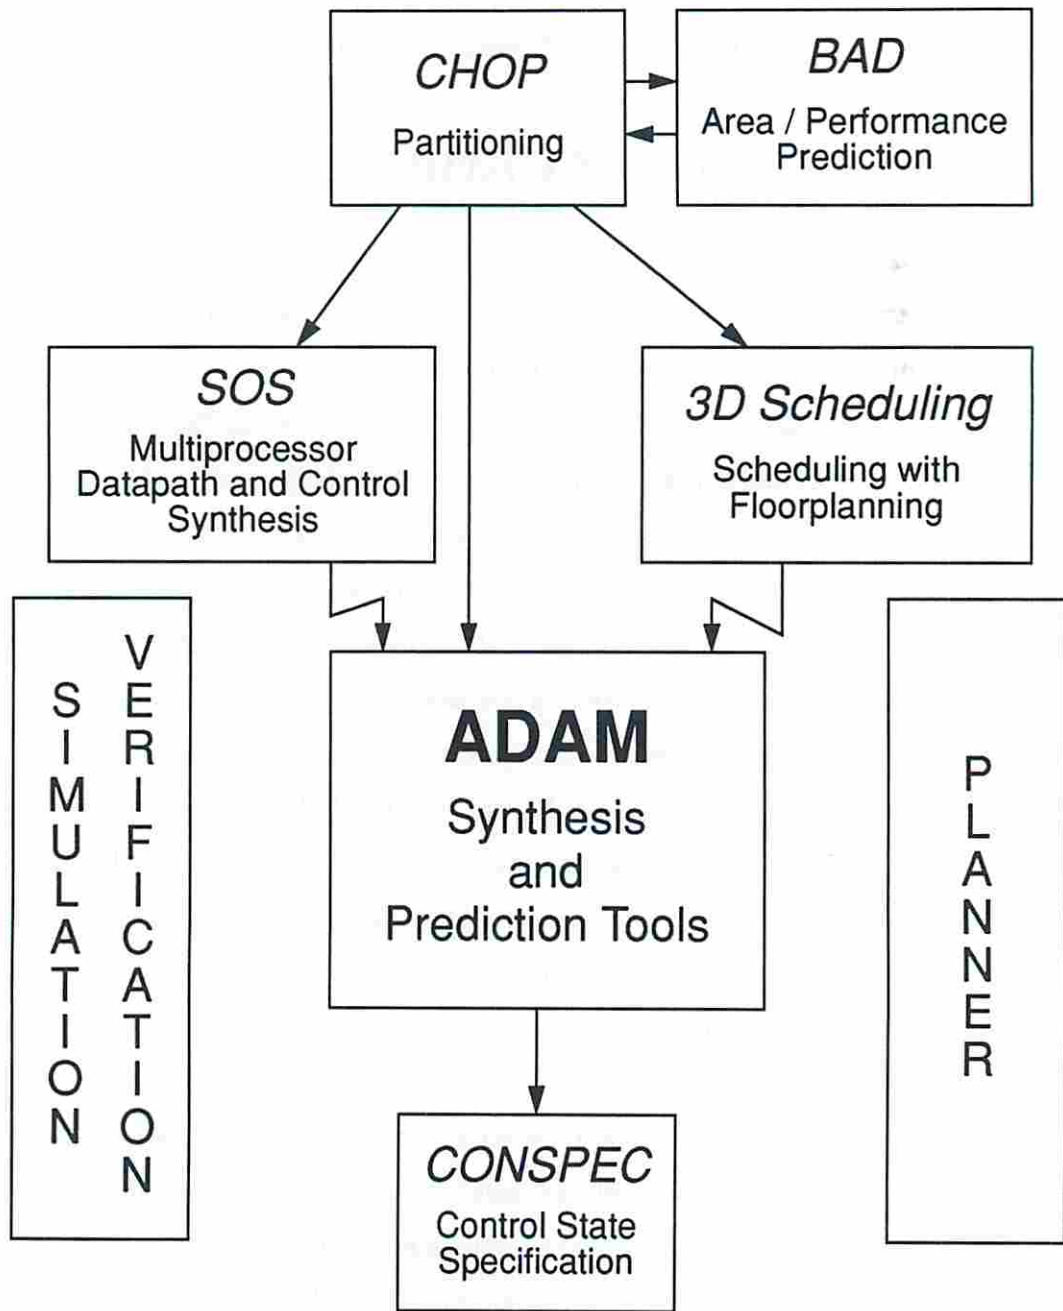 CHOP
Partitioning
BAD
Area / Performance
Prediction
SOS
Multiprocessor
Datapath and Control
Synthesis
3D Scheduling
Scheduling with
Floorplanning
SIMULATION
VERIFICATION
ADAM
Synthesis
and
Prediction Tools
PLANNER
CONSPEC
Control State
Specification